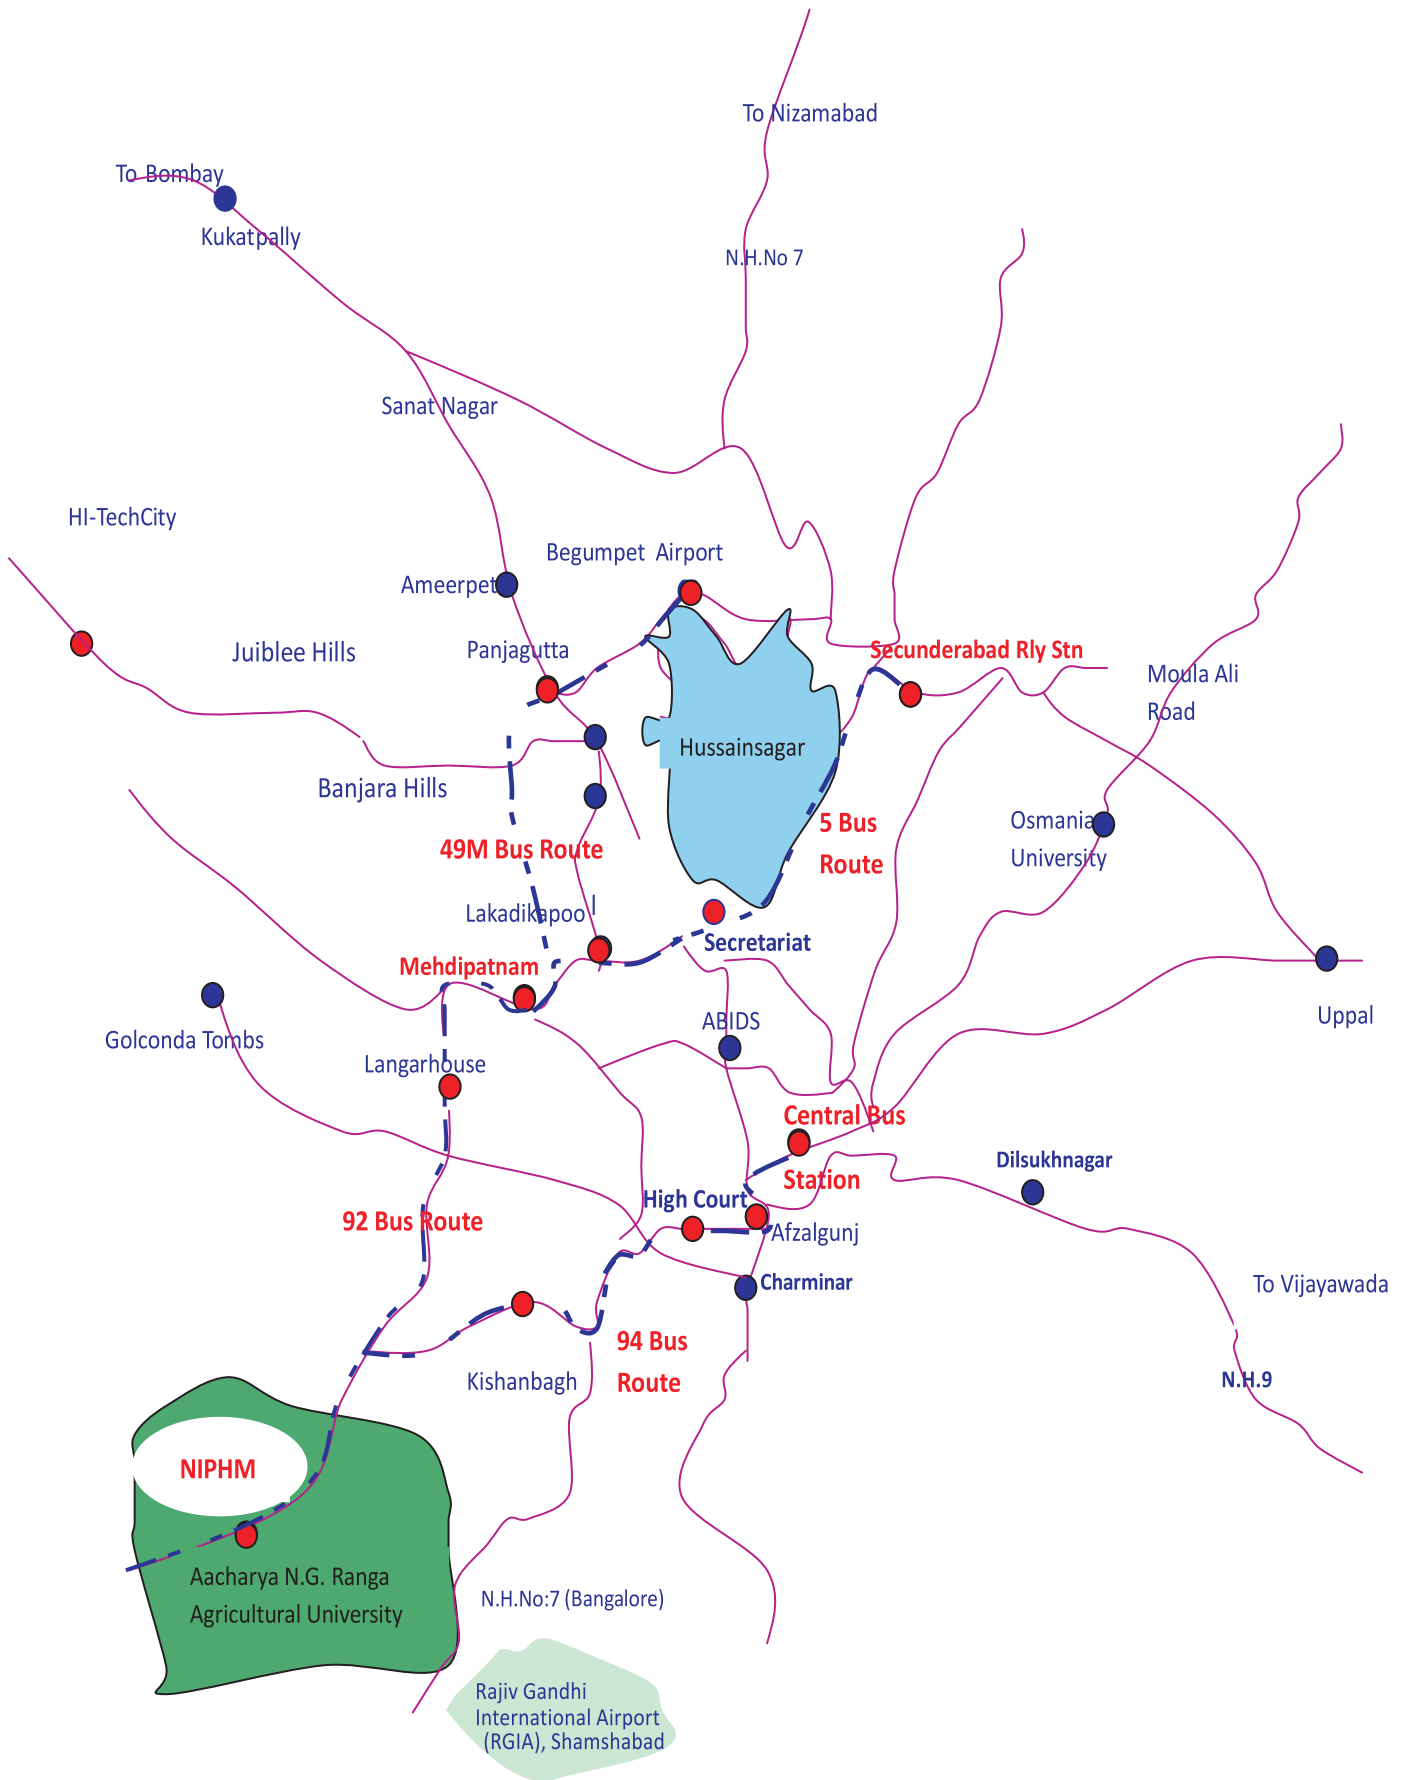 To Nizamabad
To Bombay
Kukatpally
N.H.No 7
Sanat Nagar
HI-TechCity
Begumpet Airport
Ameerpet
Juiblee Hills
Panjagutta
Secunderabad Rly Stn
Moula Ali
Road
Hussainsagar
Banjara Hills
5 Bus
Route
Osmania
University
49M Bus Route
Lakadikapool
Secretariat
Mehdipatnam
Golconda Tombs
ABIDS
Uppal
Langarhouse
Central Bus
Station
Dilsukhnagar
High Court
92 Bus Route
Afzalgunj
Charminar
To Vijayawada
94 Bus
Route
Kishanbagh
N.H.9
NIPHM
Aacharya N.G. Ranga
Agricultural University
N.H.No:7 (Bangalore)
Rajiv Gandhi
International Airport
(RGIA), Shamshabad